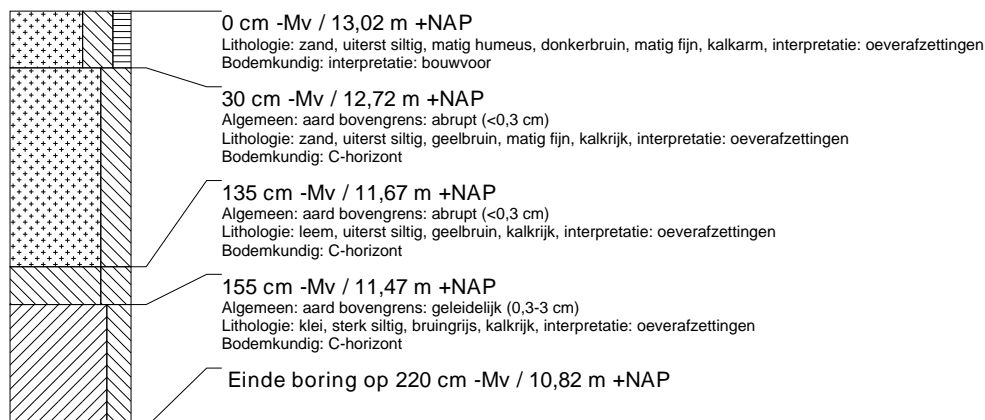 0 cm -Mv / 13,02 m +NAP
Lithologie: zand, uiterst siltig, matig humeus, donkerbruin, matig fijn, kalkarm, interpretatie: oeverafzettingen
Bodemkundig: interpretatie: bouwvoor
30 cm -Mv / 12,72 m +NAP
Algemeen: aard bovengrens: abrupt (<0,3 cm)
Lithologie: zand, uiterst siltig, geelbruin, matig fijn, kalkrijk, interpretatie: oeverafzettingen
Bodemkundig: C-horizont
135 cm -Mv / 11,67 m +NAP
Algemeen: aard bovengrens: abrupt (<0,3 cm)
Lithologie: leem, uiterst siltig, geelbruin, kalkrijk, interpretatie: oeverafzettingen
Bodemkundig: C-horizont
155 cm -Mv / 11,47 m +NAP
Algemeen: aard bovengrens: geleidelijk (0,3-3 cm)
Lithologie: klei, sterk siltig, bruingrijs, kalkrijk, interpretatie: oeverafzettingen
Bodemkundig: C-horizont
Einde boring op 220 cm -Mv / 10,82 m +NAP